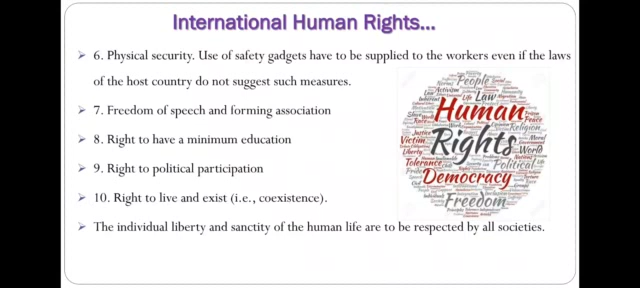 International Human Rights...
➢ 6. Physical security. Use of safety gadgets have to be supplied to the workers even if the laws
of the host country do not suggest such measures.
➢ 7. Freedom of speech and forming association
➢ 8. Right to have a minimum education
➢ 9. Right to political participation
➢ 10. Right to live and exist (i.e., coexistence).
➢ The individual liberty and sanctity of the human life are to be respected by all societies.
People
Law
Human
Rights
Religion
Victim
World
Tolerance
Political
Democracy
Freedom